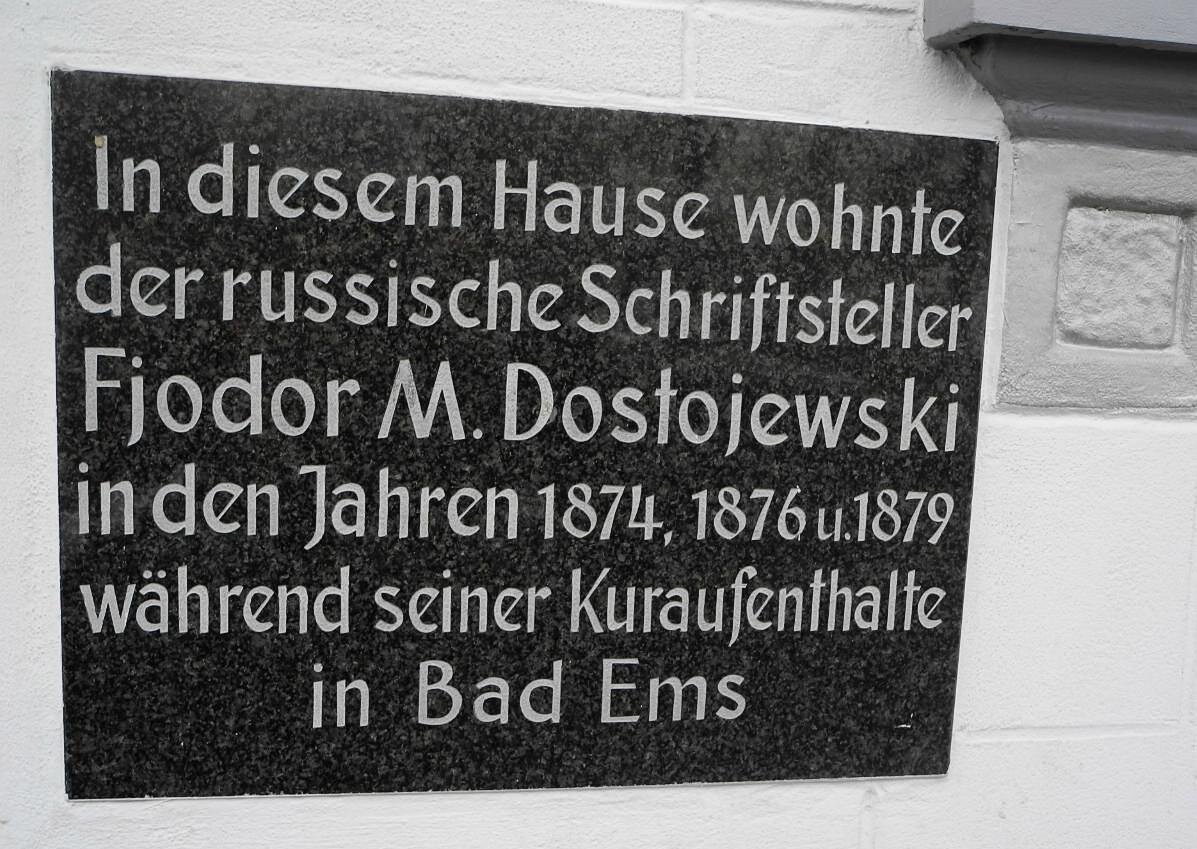 In diesem Hause wohnte
der russische Schriftsteller
Fjodor M. Dostojewski
in den Jahren 1874, 1876 u. 1879
während seiner Kuraufenthalte
in Bad Ems